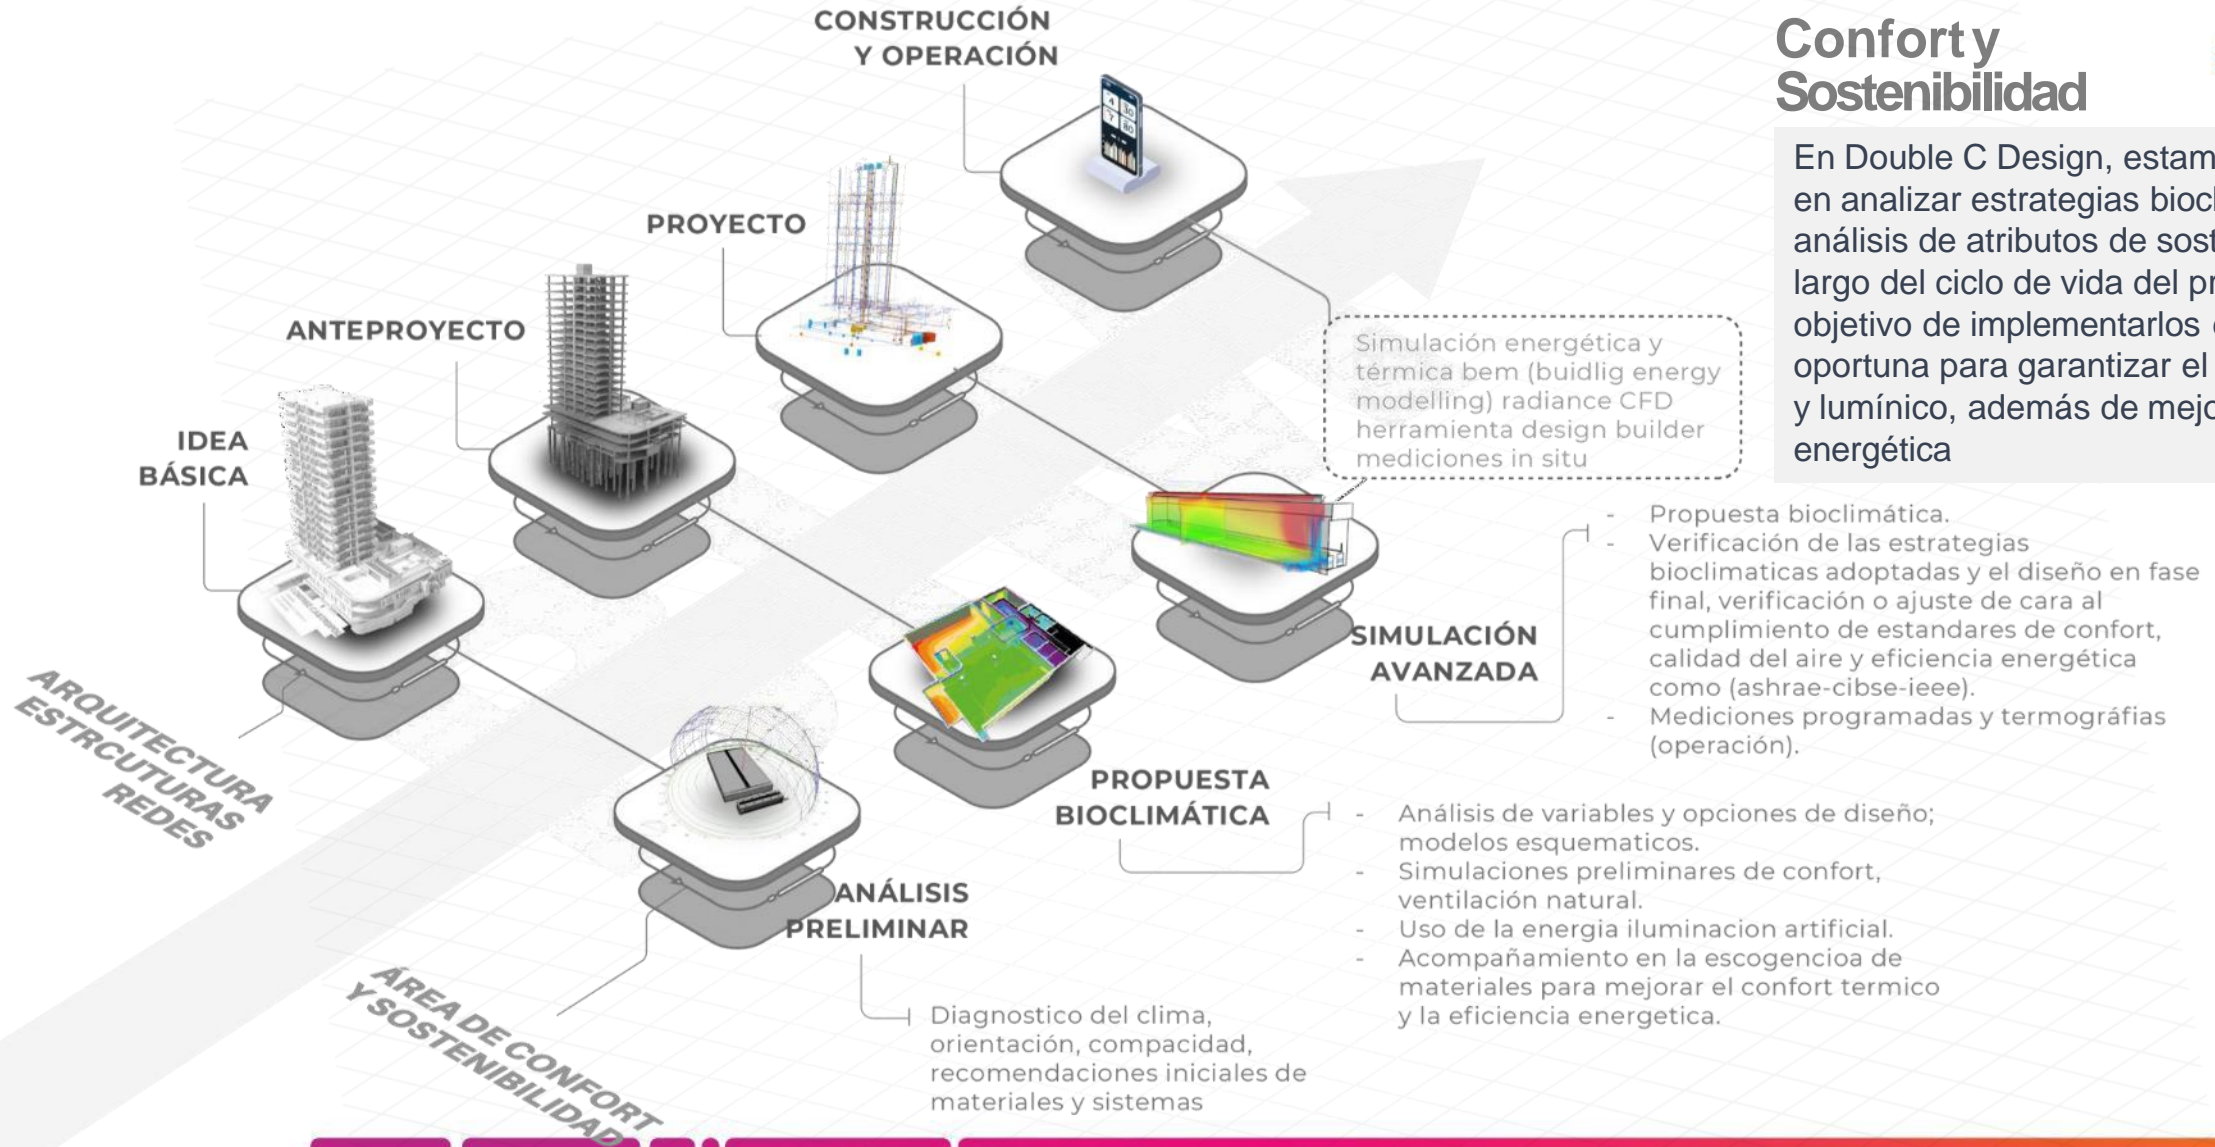 CONSTRUCCIÓN
Y OPERACIÓN
PROYECTO
ANTEPROYECTO
IDEA
BÁSICA
ARQUITECTURA
ESTRCUTURAS
REDES
Confort y
Sostenibilidad
En Double C Design,
en analizar estrategias
análisis de atributos de
largo del ciclo de vida del
objetivo de implementarlos
oportuna para garantizar el
y lumínico, además de
energética
Simulación energética y
térmica bem (buidlig energy
modelling) radiance CFD
herramienta design builder
mediciones in situ
SIMULACIÓN
AVANZADA
- Propuesta bioclimática.
- Verificación de las estrategias
bioclimaticas adoptadas y el diseño en fase
final, verificación o ajuste de cara al
cumplimiento de estandares de confort,
calidad del aire y eficiencia energética
como (ashrae-cibse-ieee).
- Mediciones programadas y termográfias
(operación).
PROPUESTA
BIOCLIMÁTICA
- Análisis de variables y opciones de diseño;
modelos esquematicos.
- Simulaciones preliminares de confort,
ventilación natural.
- Uso de la energia iluminacion artificial.
- Acompañamiento en la escogencioa de
materiales para mejorar el confort termico
y la eficiencia energetica.
ANÁLISIS
PRELIMINAR
Diagnostico del clima,
orientación, compacidad,
recomendaciones iniciales de
materiales y sistemas
ÁREA DE CONFORT
Y SOSTENIBILIDAD